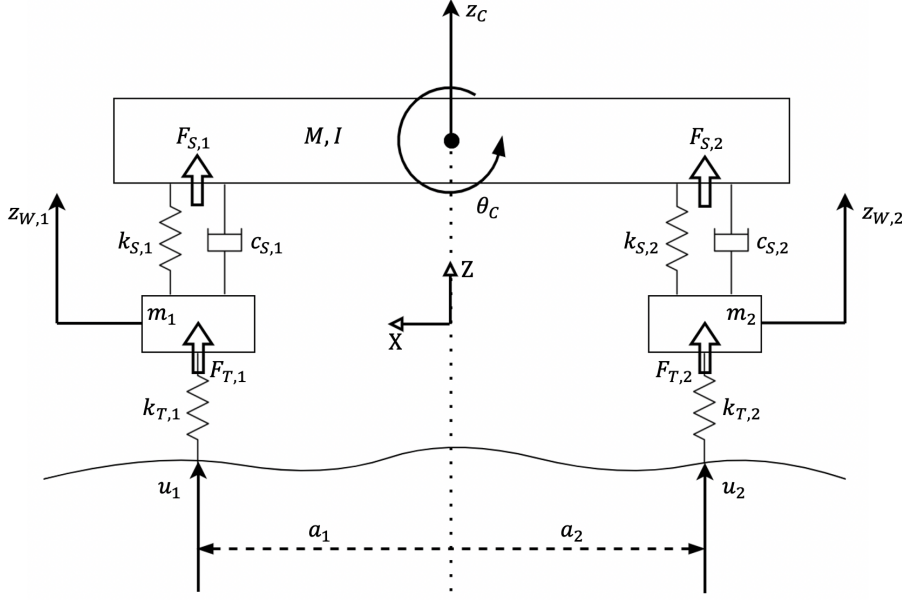 z_C
F_{S,1}
M, I
F_{S,2}
θ_C
z_{W,1}
k_{S,1}
c_{S,1}
k_{S,2}
c_{S,2}
z_{W,2}
Z
X
m_1
m_2
F_{T,1}
F_{T,2}
k_{T,1}
k_{T,2}
u_1
u_2
a_1
a_2